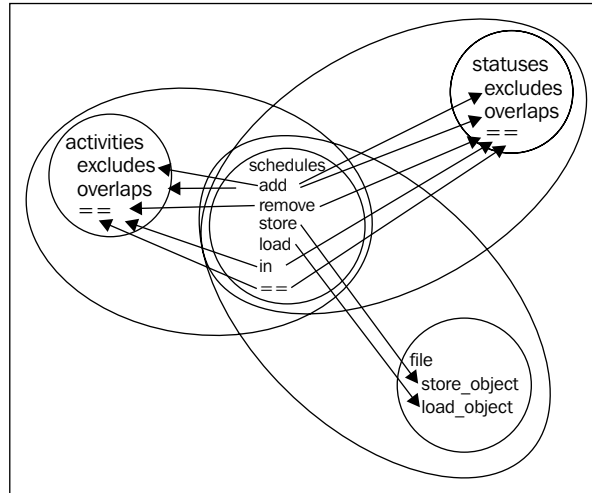 statuses
excludes
overlaps
==
activities
excludes
overlaps
==
schedules
add
remove
store
load
in
==
file
store_object
load_object